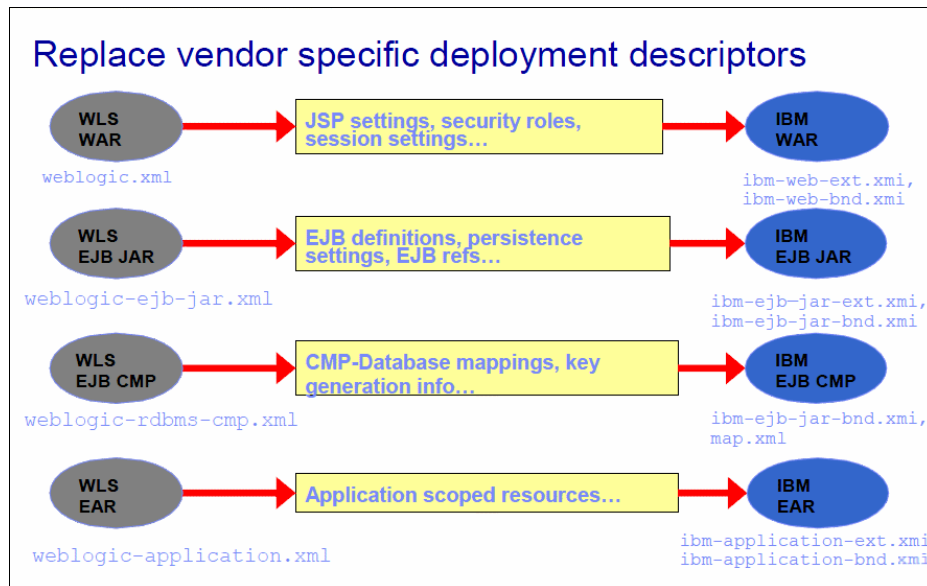 Replace vendor specific deployment descriptors
WLS
WAR
JSP settings, security roles,
session settings…
IBM
WAR
weblogic.xml
ibm-web-ext.xmi,
ibm-web-bnd.xmi
WLS
EJB JAR
EJB definitions, persistence
settings, EJB refs…
IBM
EJB JAR
weblogic-ejb-jar.xml
ibm-ejb-jar-ext.xmi,
ibm-ejb-jar-bnd.xmi
WLS
EJB CMP
CMP-Database mappings, key
generation info…
IBM
EJB CMP
weblogic-rdbms-cmp.xml
ibm-ejb-jar-bnd.xmi,
map.xml
WLS
EAR
Application scoped resources…
IBM
EAR
weblogic-application.xml
ibm-application-ext.xmi
ibm-application-bnd.xmi